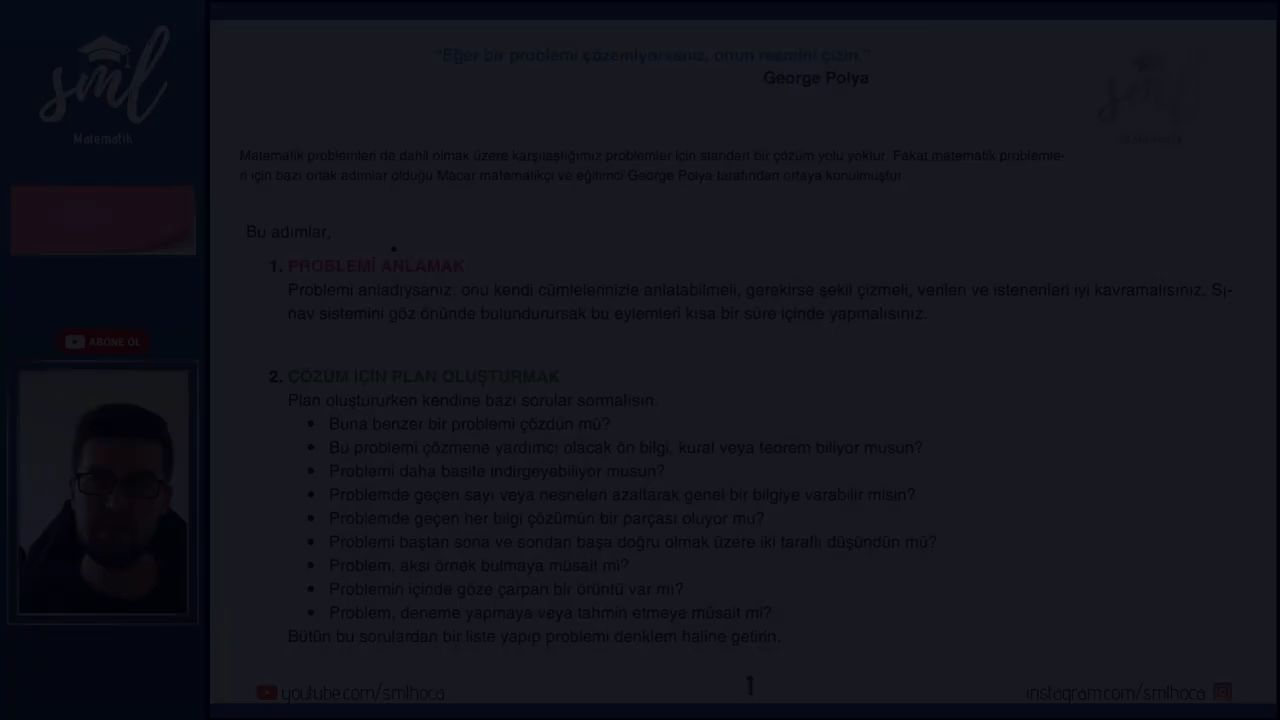 sml
Matematik
ABONE OL
"Eğer bir problemi çözemiyorsanız, onun resmini çizin."
George Polya
sml
Matematik
Matematik problemleri de dahil olmak üzere karşılaştığımız problemler için standart bir çözüm yolu yoktur. Fakat matematik problemle-
ri için bazı ortak adımlar olduğu Macar matematikçi ve eğitimci George Polya tarafından ortaya konulmuştur.
Bu adımlar,
1. PROBLEMİ ANLAMAK
Problemi anladıysanız, onu kendi cümlelerinizle anlatabilmeli, gerekirse şekil çizmeli, verilen ve istenenleri iyi kavramalısınız. Sı-
nav sistemini göz önünde bulundurursak bu eylemleri kısa bir süre içinde yapmalısınız.
2. ÇÖZÜM İÇİN PLAN OLUŞTURMAK
Plan oluştururken kendine bazı sorular sormalısın.
• Buna benzer bir problemi çözdün mü?
• Bu problemi çözmene yardımcı olacak ön bilgi, kural veya teorem biliyor musun?
• Problemi daha basite indirgeyebiliyor musun?
• Problemde geçen sayı veya nesneleri azaltarak genel bir bilgiye varabilir misin?
• Problemde geçen her bilgi çözümün bir parçası oluyor mu?
• Problemi baştan sona ve sondan başa doğru olmak üzere iki taraflı düşündün mü?
• Problem, aksi örnek bulmaya müsait mi?
• Problemin içinde göze çarpan bir örüntü var mı?
• Problem, deneme yapmaya veya tahmin etmeye müsait mi?
Bütün bu sorulardan bir liste yapıp problemi denklem haline getirin.
youtube.com/smlhoca
1
instagram.com/smlhoca